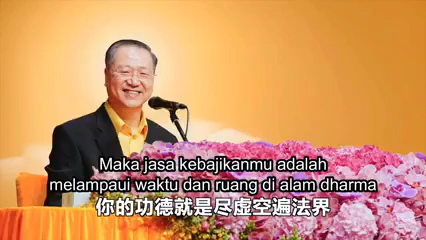 Maka jasa kebajikanmu adalah
melampaui waktu dan ruang di alam dharma
你的功德就是尽虚空遍法界